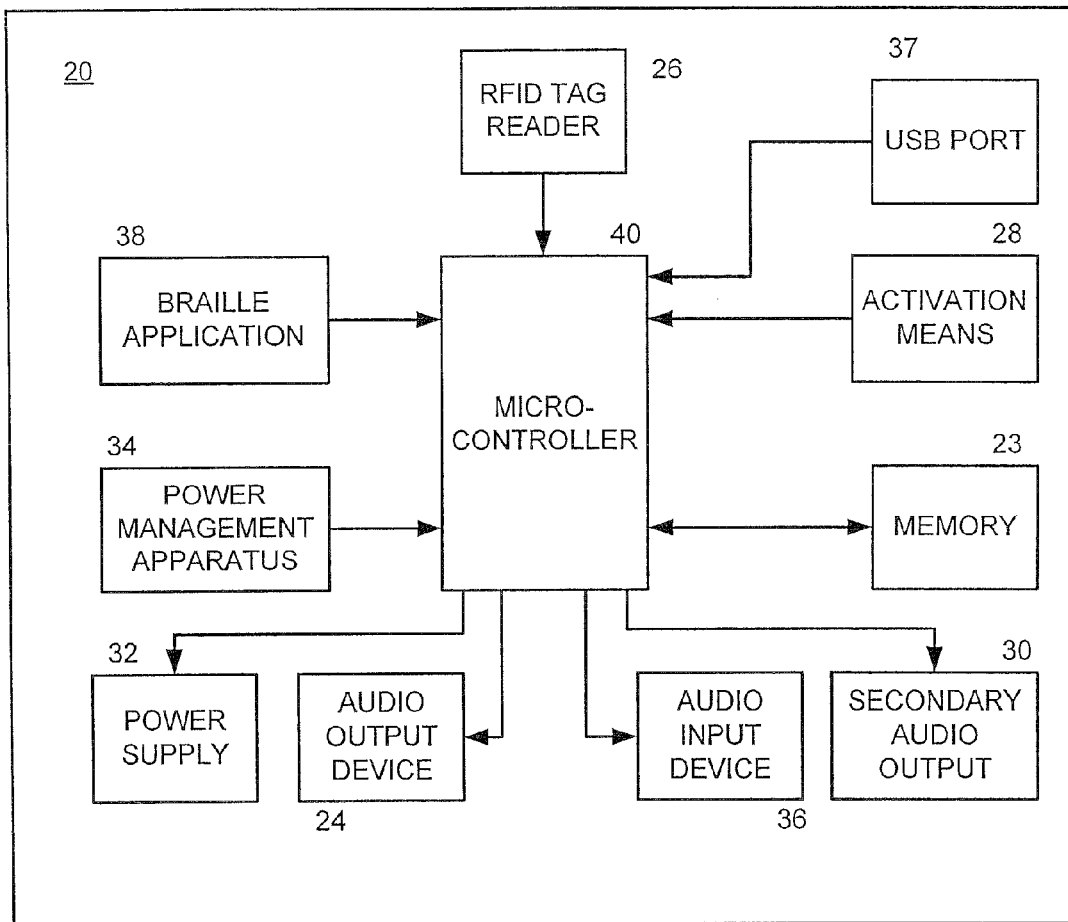 20
26
RFID TAG
READER
37
USB PORT
38
BRAILLE
APPLICATION
40
MICRO-
CONTROLLER
28
ACTIVATION
MEANS
34
POWER
MANAGEMENT
APPARATUS
23
MEMORY
32
POWER
SUPPLY
AUDIO
OUTPUT
DEVICE
24
AUDIO
INPUT
DEVICE
36
30
SECONDARY
AUDIO
OUTPUT